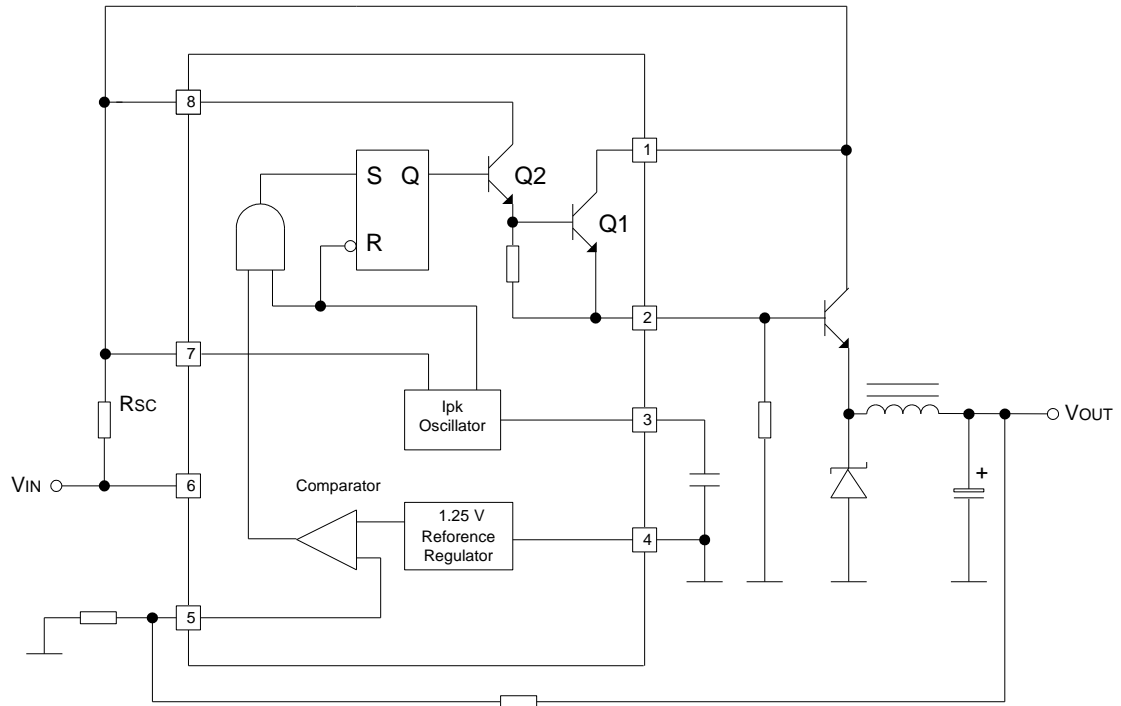 8
1
S Q
Q2
Q1
R
2
7
RSC
Ipk
Oscillator
3
VOUT
VIN
6
Comparator
+
1.25 V
Reforence
Regulator
4
5